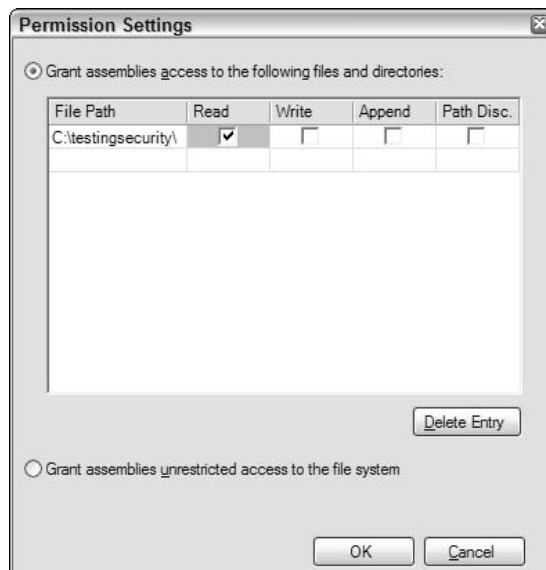 Permission Settings
Grant assemblies access to the following files and directories:
File Path Read Write Append Path Disc.
C:\testingsecurity\
Delete Entry
Grant assemblies unrestricted access to the file system
OK Cancel